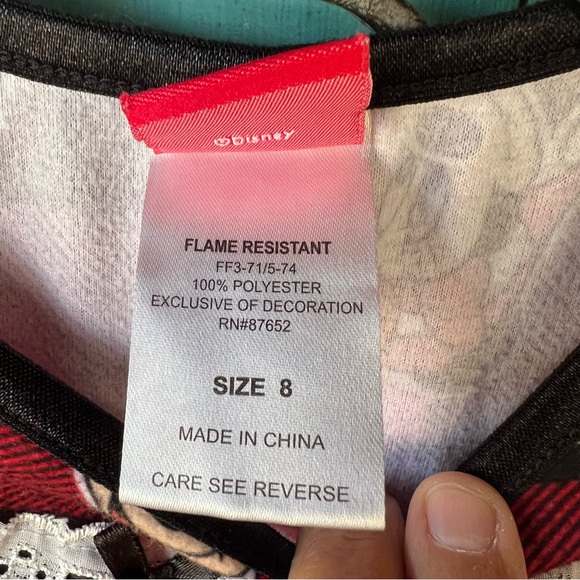 ©Disney
FLAME RESISTANT
FF3-71/5-74
100% POLYESTER
EXCLUSIVE OF DECORATION
RN#87652
SIZE 8
MADE IN CHINA
CARE SEE REVERSE